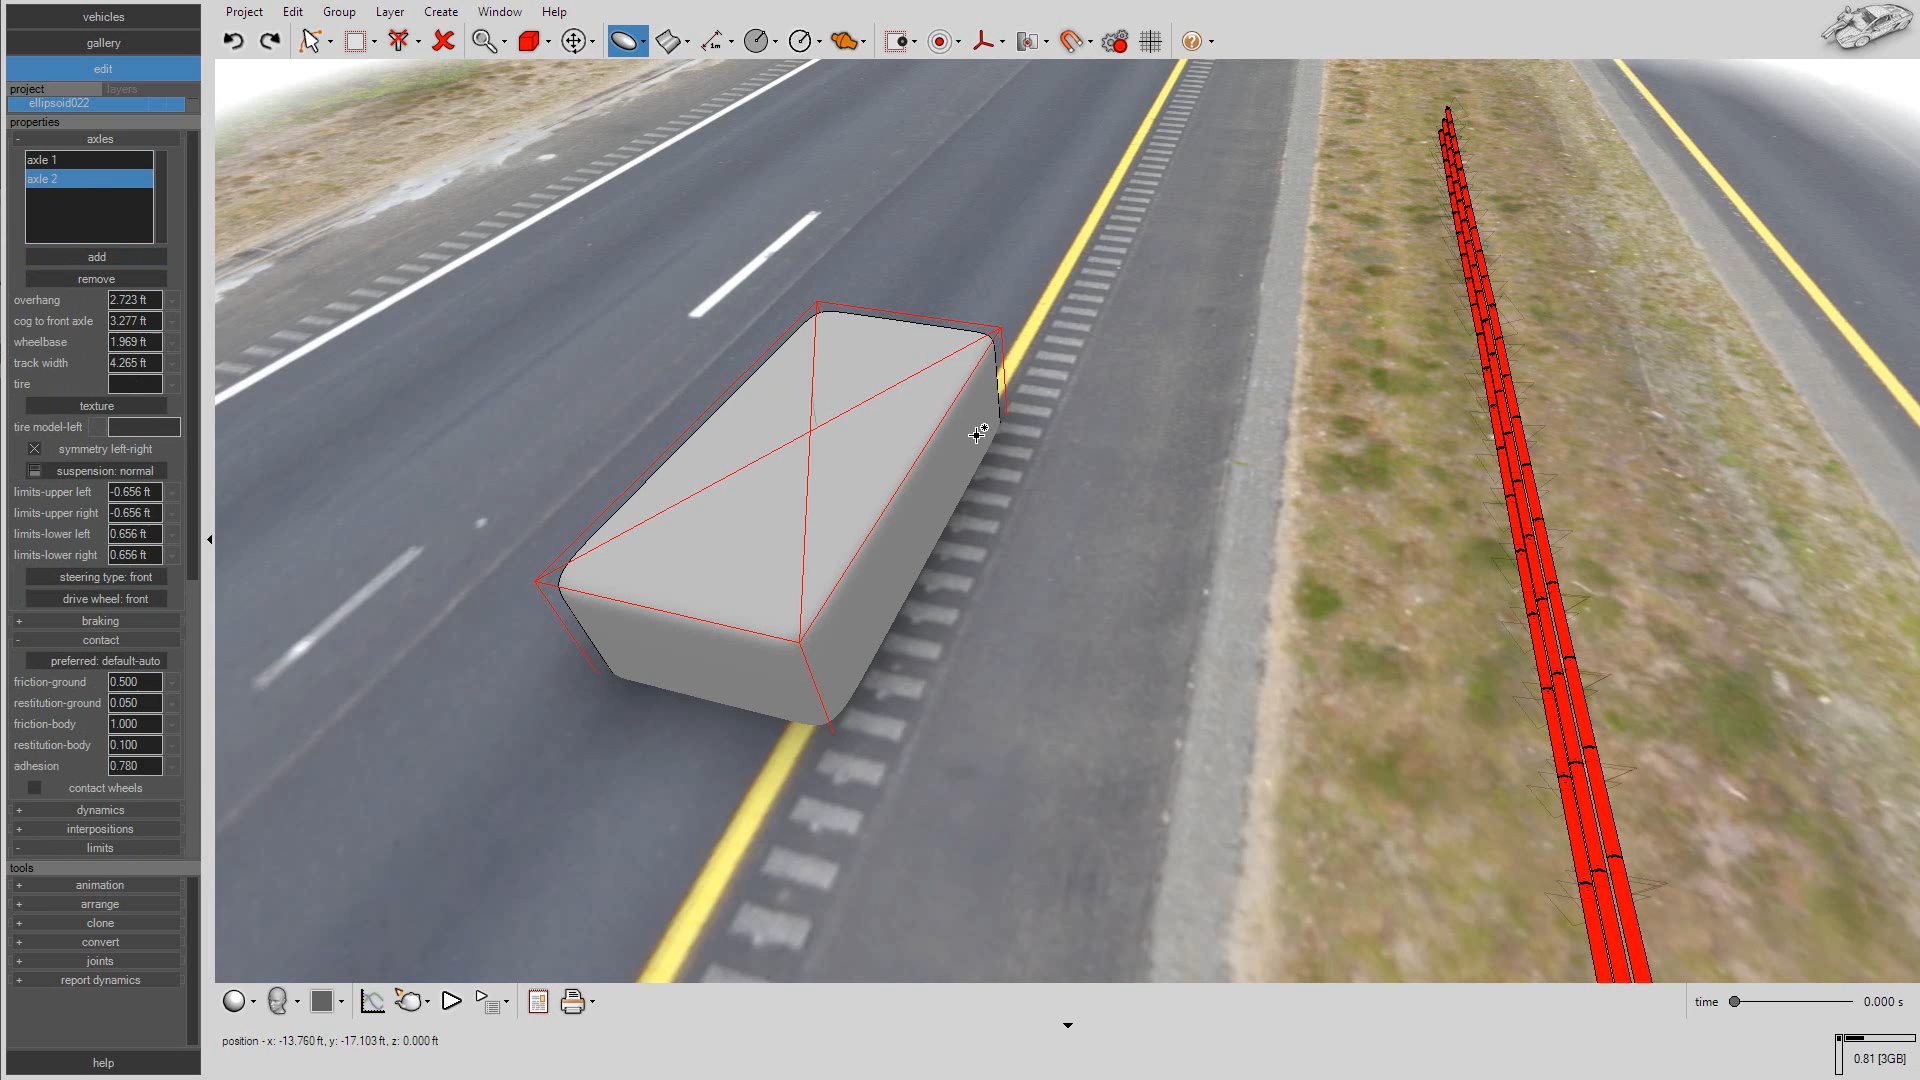 Project Edit Group Layer Create Window Help
vehicles
gallery
edit
project layers
ellipsoid022
properties
- axles
axle 1
axle 2
add
remove
overhang 2.723 ft
cog to front axle 3.277 ft
wheelbase 1.969 ft
track width 4.265 ft
tire
texture
tire model-left
symmetry left-right
suspension: normal
limits-upper left -0.656 ft
limits-upper right -0.656 ft
limits-lower left 0.656 ft
limits-lower right 0.656 ft
steering type: front
drive wheel: front
+ braking
- contact
preferred: default-auto
friction-ground 0.500
restitution-ground 0.050
friction-body 1.000
restitution-body 0.100
adhesion 0.780
contact wheels
+ dynamics
+ interpositions
- limits
tools
+ animation
+ arrange
+ clone
+ convert
+ joints
+ report dynamics
help
1m
time 0.000 s
position - x: -13.760 ft, y: -17.103 ft, z: 0.000 ft
0.81 [3GB]